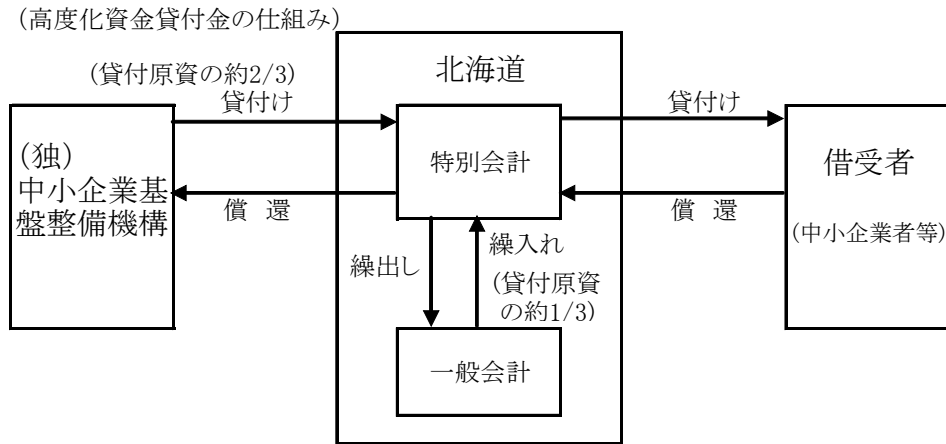 （高度化資金貸付金の仕組み）
北海道
(貸付原資の約2/3)
貸付け
貸付け
(独)
中小企業基
盤整備機構
特別会計
借受者
(中小企業者等)
償　還
償　還
繰出し
繰入れ
(貸付原資
の約1/3)
一般会計